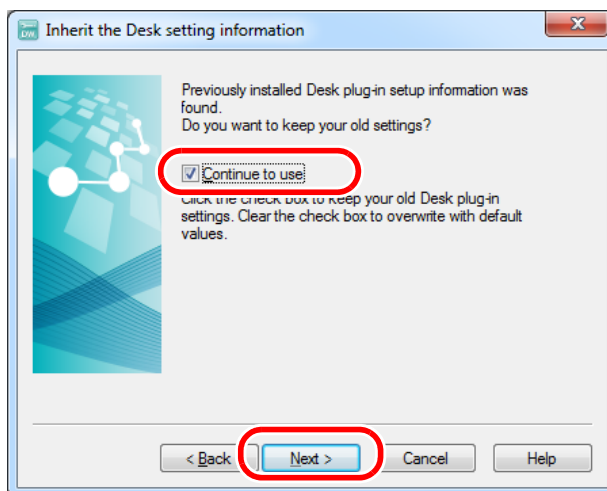 DW
Inherit the Desk setting information
Previously installed Desk plug-in setup information was
found.
Do you want to keep your old settings?
Continue to use
Click the check box to keep your old Desk plug-in
settings. Clear the check box to overwrite with default
values.
< Back
Next >
Cancel
Help